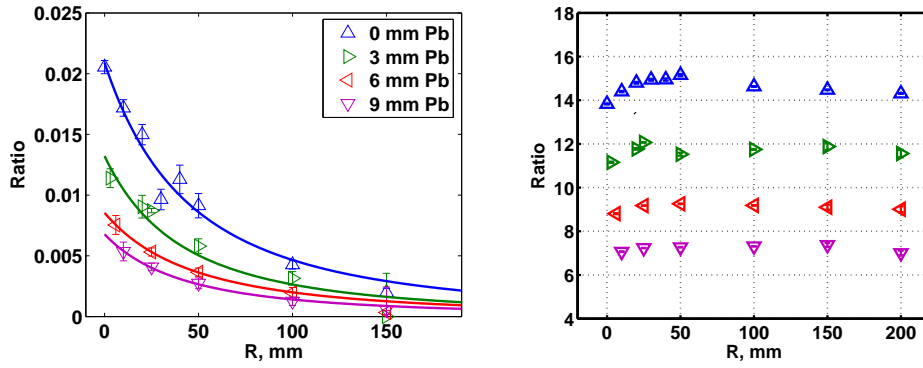 0.025
0.02
0.015
0.01
0.005
0
Ratio
0 mm Pb
3 mm Pb
6 mm Pb
9 mm Pb
0 50 100 150
R, mm
18
16
14
12
10
8
6
4
Ratio
0 50 100 150 200
R, mm